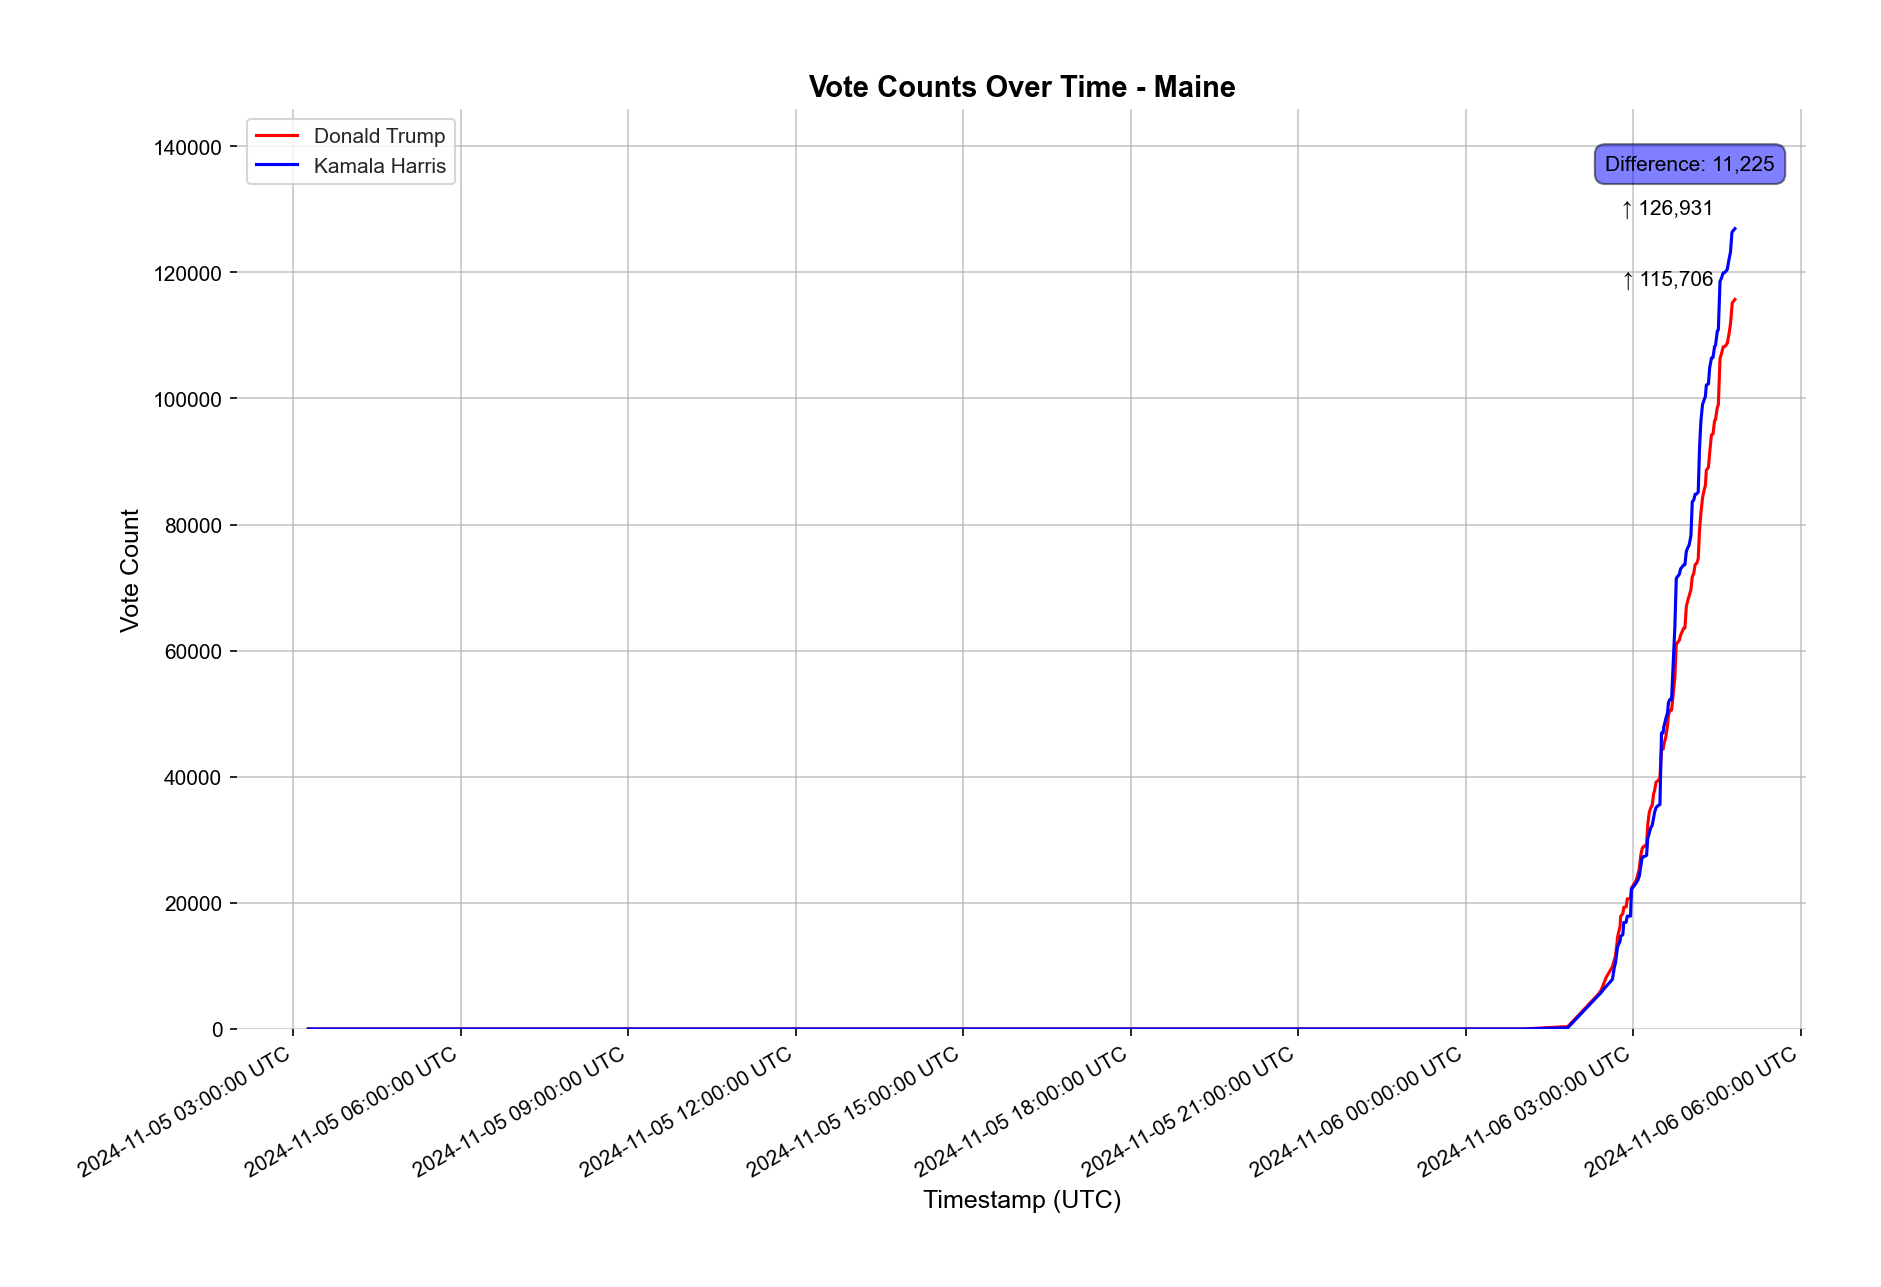 Vote Counts Over Time - Maine
Donald Trump
Kamala Harris
Difference: 11,225
↑ 126,931
↑ 115,706
Vote Count
140000
120000
100000
80000
60000
40000
20000
0
2024-11-05 03:00:00 UTC
2024-11-05 06:00:00 UTC
2024-11-05 09:00:00 UTC
2024-11-05 12:00:00 UTC
2024-11-05 15:00:00 UTC
2024-11-05 18:00:00 UTC
2024-11-05 21:00:00 UTC
2024-11-06 00:00:00 UTC
2024-11-06 03:00:00 UTC
2024-11-06 06:00:00 UTC
Timestamp (UTC)